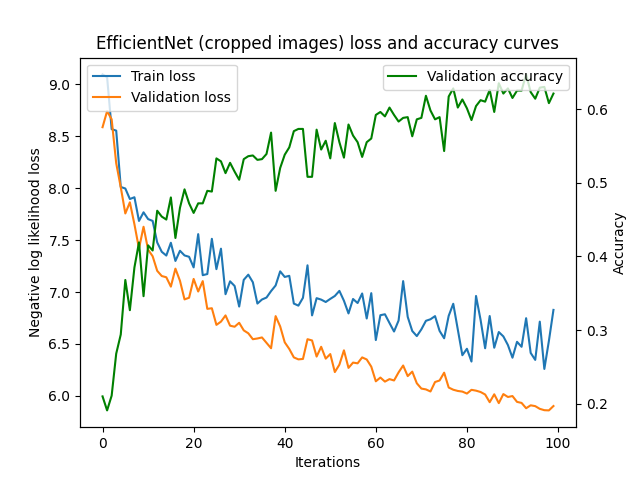 EfficientNet (cropped images) loss and accuracy curves
Train loss
Validation loss
Validation accuracy
Negative log likelihood loss
9.0
8.5
8.0
7.5
7.0
6.5
6.0
0.6
0.5
0.4
0.3
0.2
Accuracy
0 20 40 60 80 100
Iterations